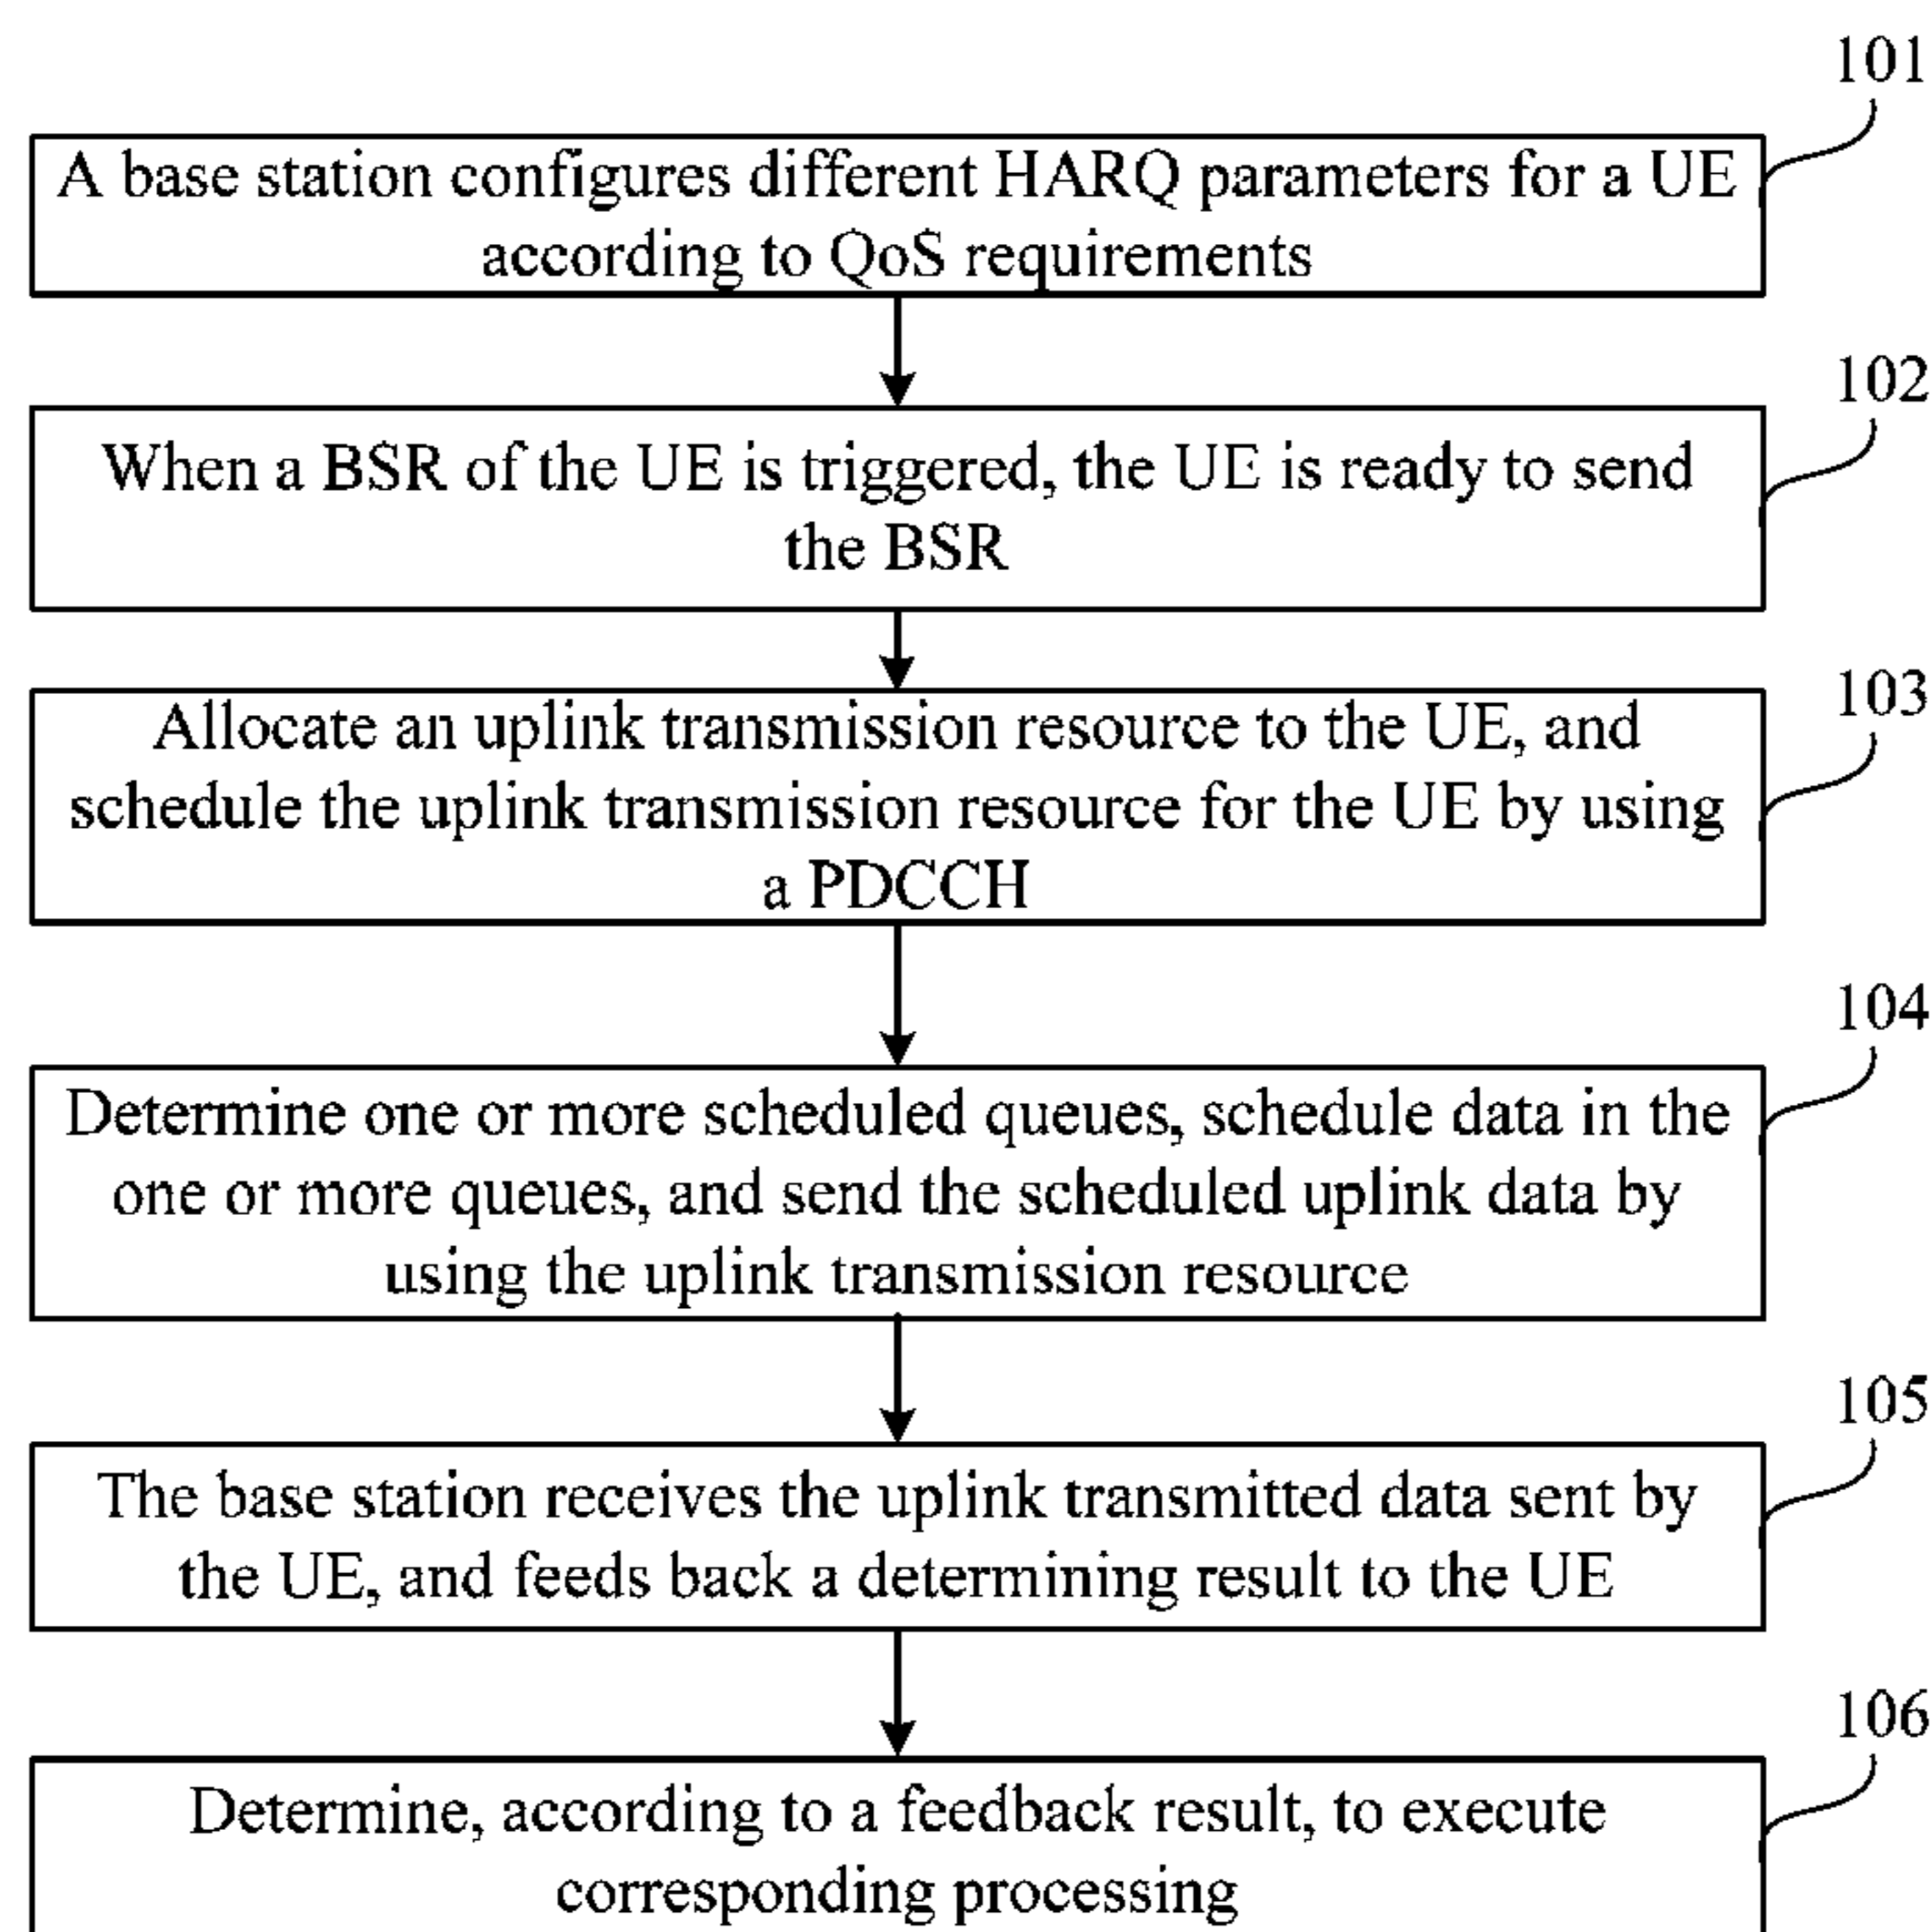 101
A base station configures different HARQ parameters for a UE
according to QoS requirements
102
When a BSR of the UE is triggered, the UE is ready to send
the BSR
103
Allocate an uplink transmission resource to the UE, and
schedule the uplink transmission resource for the UE by using
a PDCCH
104
Determine one or more scheduled queues, schedule data in the
one or more queues, and send the scheduled uplink data by
using the uplink transmission resource
105
The base station receives the uplink transmitted data sent by
the UE, and feeds back a determining result to the UE
106
Determine, according to a feedback result, to execute
corresponding processing